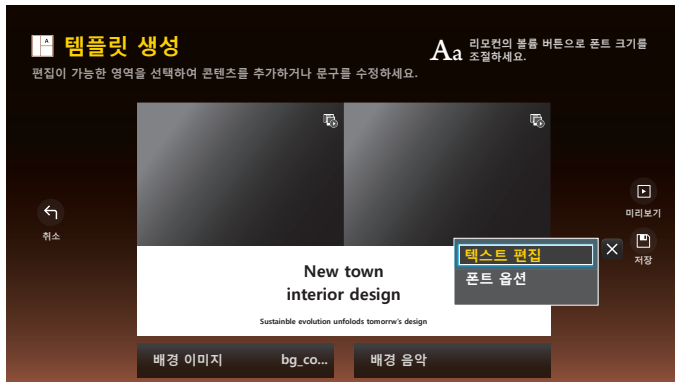 템플릿 생성
편집이 가능한 영역을 선택하여 콘텐츠를 추가하거나 문구를 수정하세요.
Aa 리모컨의 볼륨 버튼으로 폰트 크기를
조절하세요.
취소
New town
interior design
Sustainble evolution unfolods tomorrw's design
텍스트 편집
폰트 옵션
미리보기
저장
배경 이미지 bg_co...
배경 음악